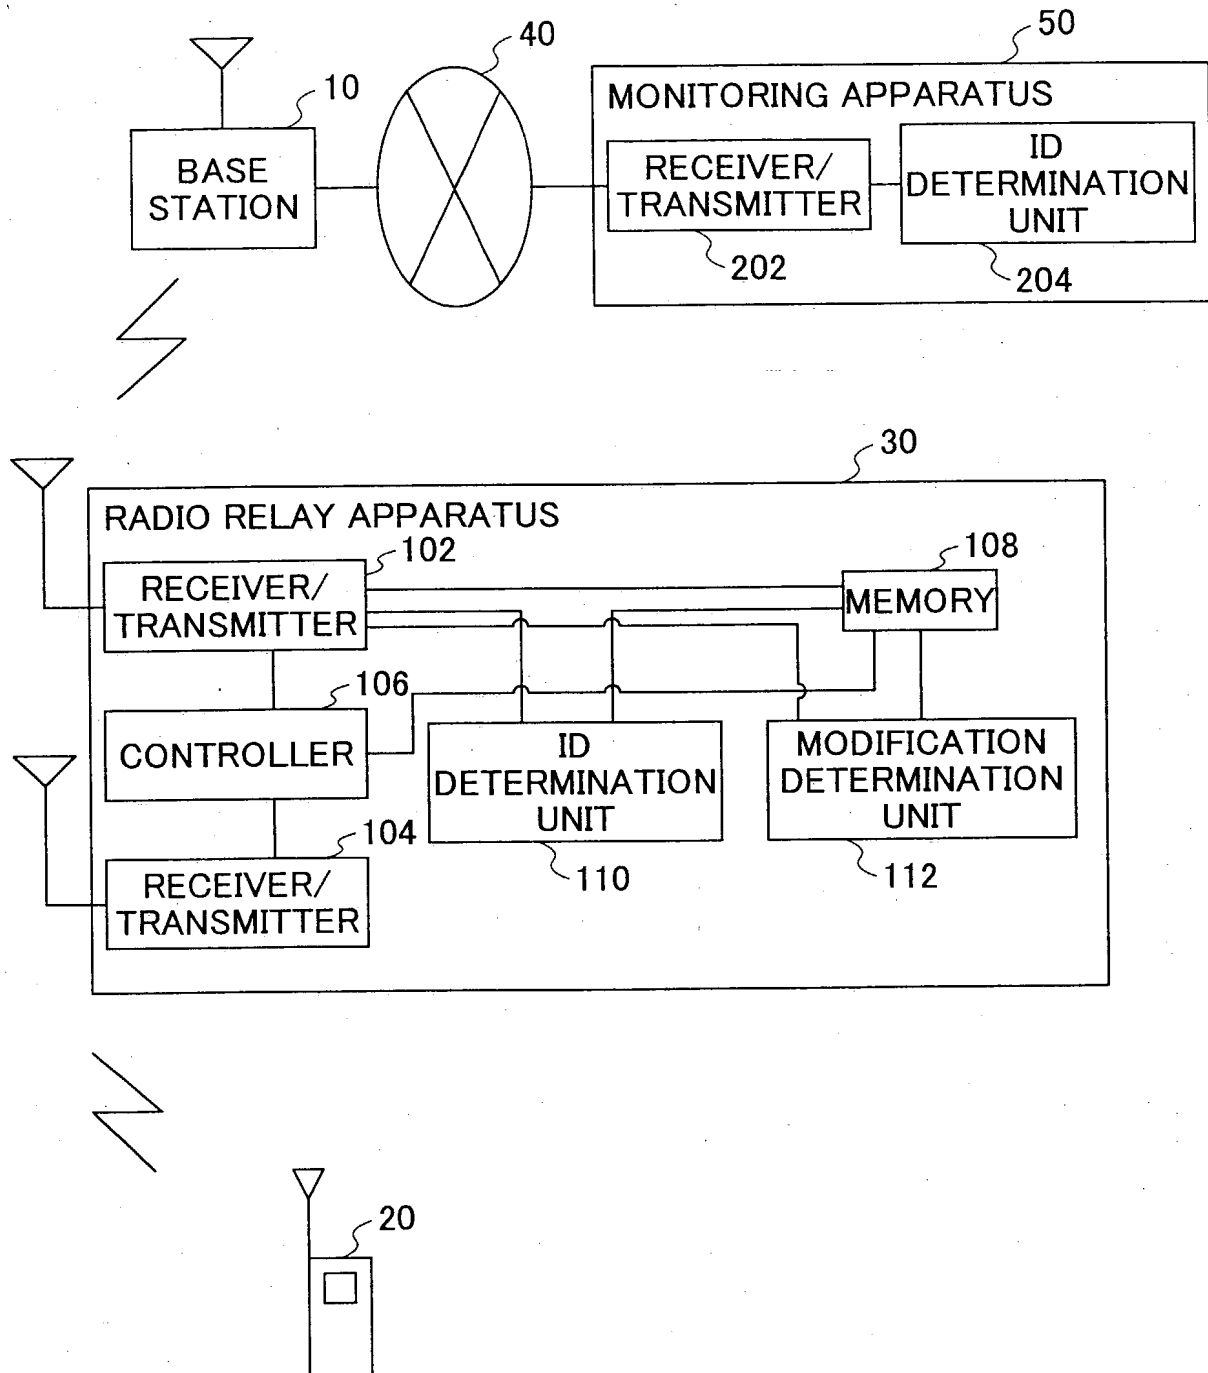 40
50
10
MONITORING APPARATUS
BASE
STATION
RECEIVER/
TRANSMITTER
ID
DETERMINATION
UNIT
202
204
30
RADIO RELAY APPARATUS
102
108
RECEIVER/
TRANSMITTER
MEMORY
106
CONTROLLER
ID
DETERMINATION
UNIT
MODIFICATION
DETERMINATION
UNIT
104
110
112
RECEIVER/
TRANSMITTER
20